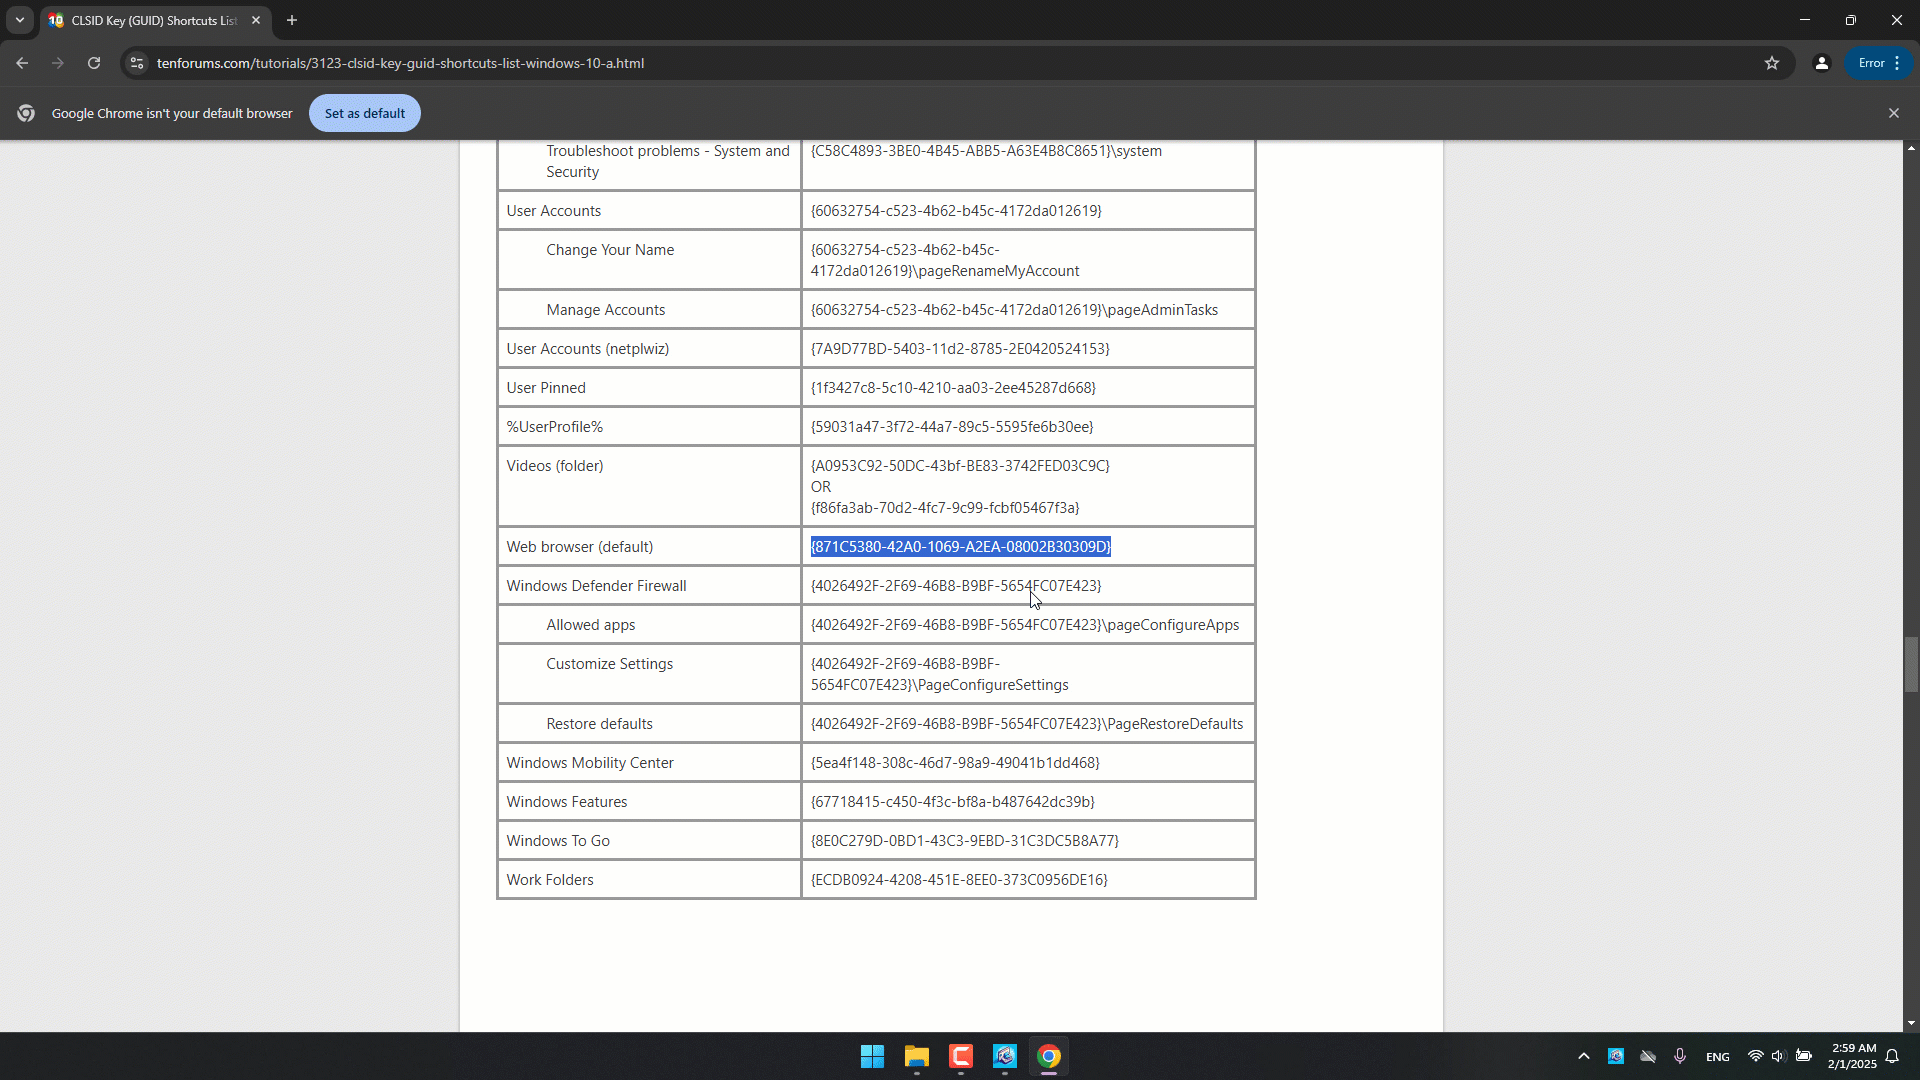 CLSID Key (GUID) Shortcuts List
tenforums.com/tutorials/3123-clsid-key-guid-shortcuts-list-windows-10-a.html
Error
Google Chrome isn't your default browser
Set as default
Troubleshoot problems - System and
Security
{C58C4893-3BE0-4B45-ABB5-A63E4B8C8651}\system
User Accounts
{60632754-c523-4b62-b45c-4172da012619}
Change Your Name
{60632754-c523-4b62-b45c-
4172da012619}\pageRenameMyAccount
Manage Accounts
{60632754-c523-4b62-b45c-4172da012619}\pageAdminTasks
User Accounts (netplwiz)
{7A9D77BD-5403-11d2-8785-2E0420524153}
User Pinned
{1f3427c8-5c10-4210-aa03-2ee45287d668}
%UserProfile%
{59031a47-3f72-44a7-89c5-5595fe6b30ee}
Videos (folder)
{A0953C92-50DC-43bf-BE83-3742FED03C9C}
OR
{f86fa3ab-70d2-4fc7-9c99-fcbf05467f3a}
Web browser (default)
{871C5380-42A0-1069-A2EA-08002B30309D}
Windows Defender Firewall
{4026492F-2F69-46B8-B9BF-5654FC07E423}
Allowed apps
{4026492F-2F69-46B8-B9BF-5654FC07E423}\pageConfigureApps
Customize Settings
{4026492F-2F69-46B8-B9BF-
5654FC07E423}\PageConfigureSettings
Restore defaults
{4026492F-2F69-46B8-B9BF-5654FC07E423}\PageRestoreDefaults
Windows Mobility Center
{5ea4f148-308c-46d7-98a9-49041b1dd468}
Windows Features
{67718415-c450-4f3c-bf8a-b487642dc39b}
Windows To Go
{8E0C279D-0BD1-43C3-9EBD-31C3DC5B8A77}
Work Folders
{ECDB0924-4208-451E-8EE0-373C0956DE16}
ENG
2:59 AM
2/1/2025